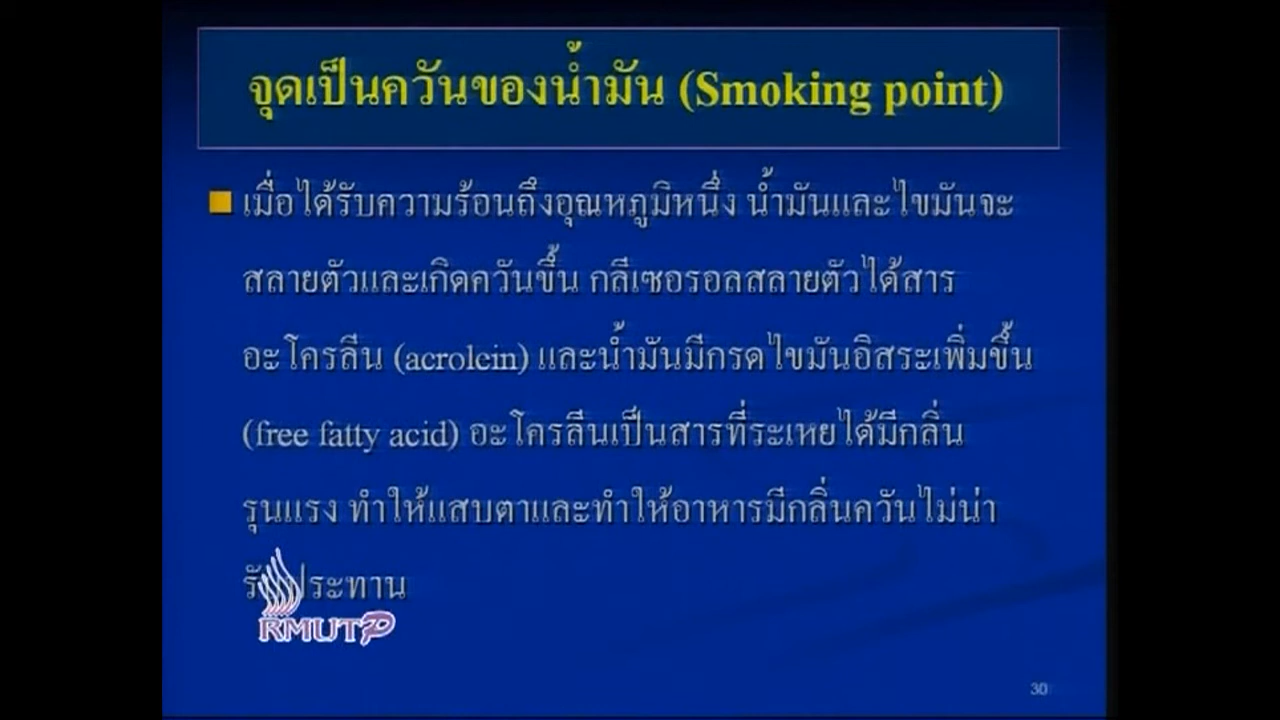 จุดเป็นควันของน้ำมัน (Smoking point)
เมื่อได้รับความร้อนถึงอุณหภูมิหนึ่ง น้ำมันและไขมันจะ
สลายตัวและเกิดควันขึ้น กลีเซอรอลสลายตัวได้สาร
อะโครลีน (acrolein) และน้ำมันมีกรดไขมันอิสระเพิ่มขึ้น
(free fatty acid) อะโครลีนเป็นสารที่ระเหยได้มีกลิ่น
รุนแรง ทำให้แสบตาและทำให้อาหารมีกลิ่นควันไม่น่า
รับประทาน
RMUTP
30